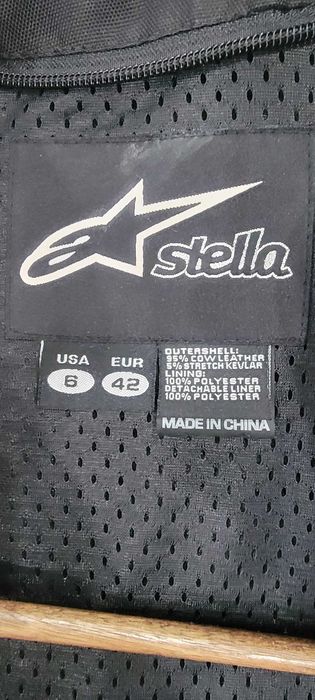 stella
USA EUR
6 42
OUTERSHELL:
95% COW LEATHER
5% STRETCH KEVLAR
LINING:
100% POLYESTER
DETACHABLE LINER
100% POLYESTER
MADE IN CHINA